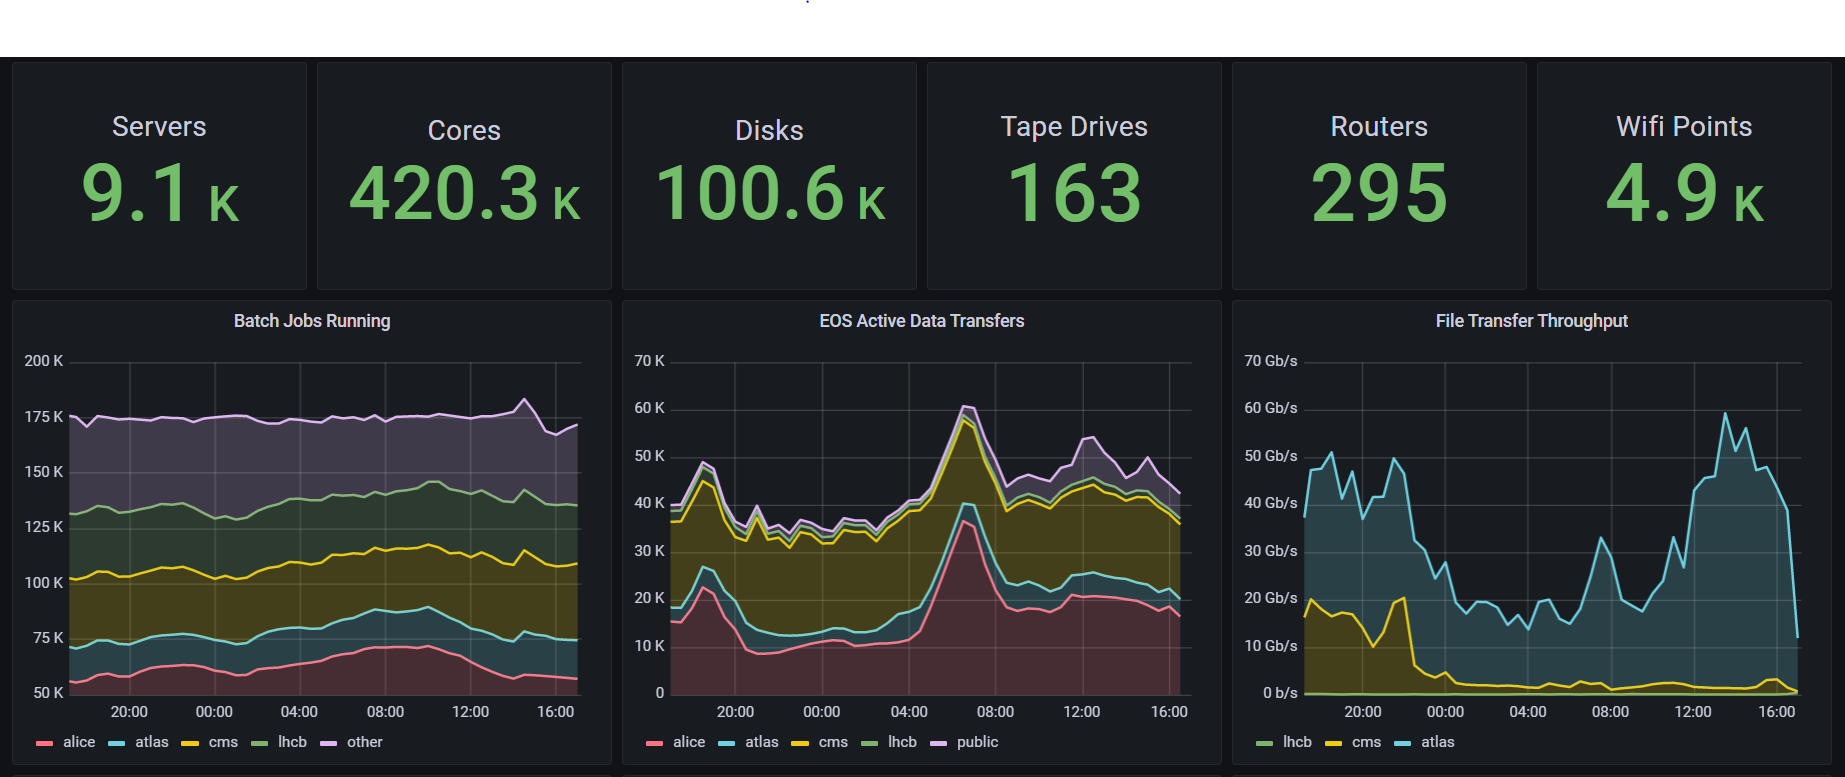 Servers
9.1 K
Cores
420.3 K
Disks
100.6 K
Tape Drives
163
Routers
295
Wifi Points
4.9 K
Batch Jobs Running
200 K
175 K
150 K
125 K
100 K
75 K
50 K
20:00 00:00 04:00 08:00 12:00 16:00
alice atlas cms lhcb other
EOS Active Data Transfers
70 K
60 K
50 K
40 K
30 K
20 K
10 K
0
20:00 00:00 04:00 08:00 12:00 16:00
alice atlas cms lhcb public
File Transfer Throughput
70 Gb/s
60 Gb/s
50 Gb/s
40 Gb/s
30 Gb/s
20 Gb/s
10 Gb/s
0 b/s
20:00 00:00 04:00 08:00 12:00 16:00
lhcb cms atlas